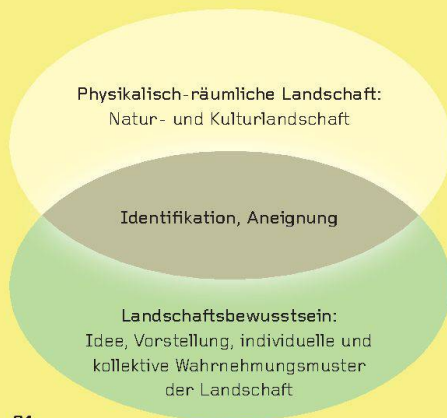 Physikalisch-räumliche Landschaft:
Natur- und Kulturlandschaft
Identifikation, Aneignung
Landschaftsbewusstsein:
Idee, Vorstellung, individuelle und
kollektive Wahrnehmungsmuster
der Landschaft